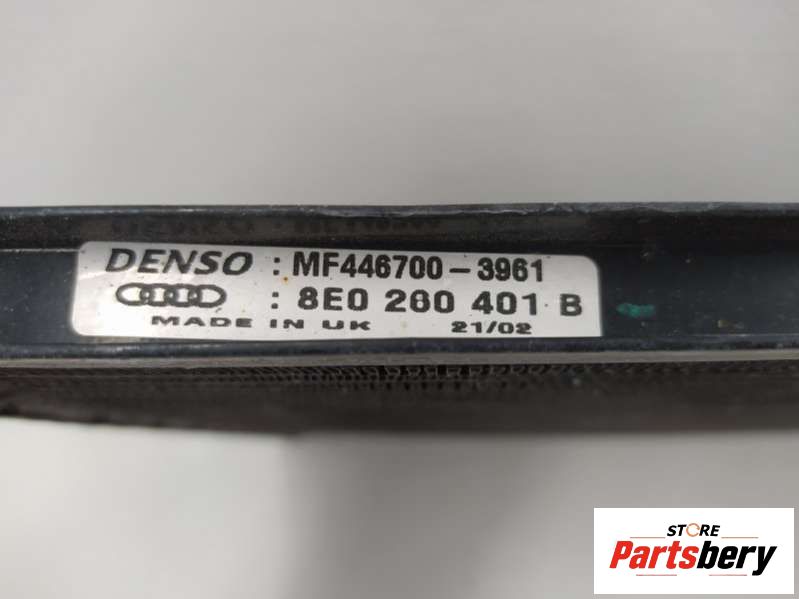 DENSO : MF446700-3961
: 8E0 260 401 B
MADE IN UK 21/02
STORE
Partsbery